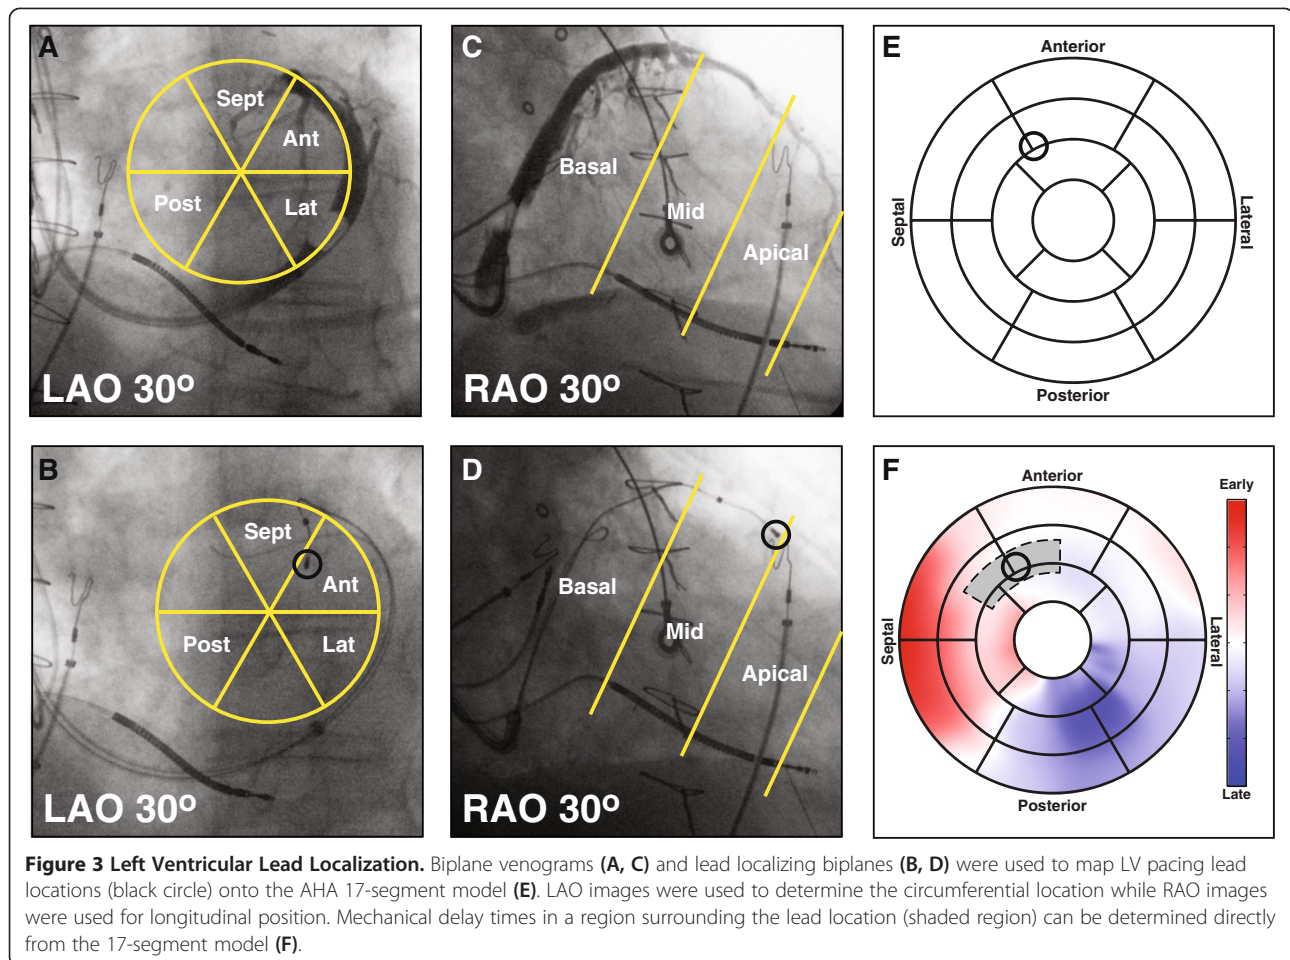 A
Sept
Ant
Post
Lat
LAO 30º
C
Basal
Mid
Apical
RAO 30º
E
Anterior
Septal
Lateral
Posterior
B
Sept
Ant
Post
Lat
LAO 30º
D
Basal
Mid
Apical
RAO 30º
F
Anterior
Septal
Lateral
Posterior
Early
Late
Figure 3 Left Ventricular Lead Localization. Biplane venograms (A, C) and lead localizing biplanes (B, D) were used to map LV pacing lead
locations (black circle) onto the AHA 17-segment model (E). LAO images were used to determine the circumferential location while RAO images
were used for longitudinal position. Mechanical delay times in a region surrounding the lead location (shaded region) can be determined directly
from the 17-segment model (F).